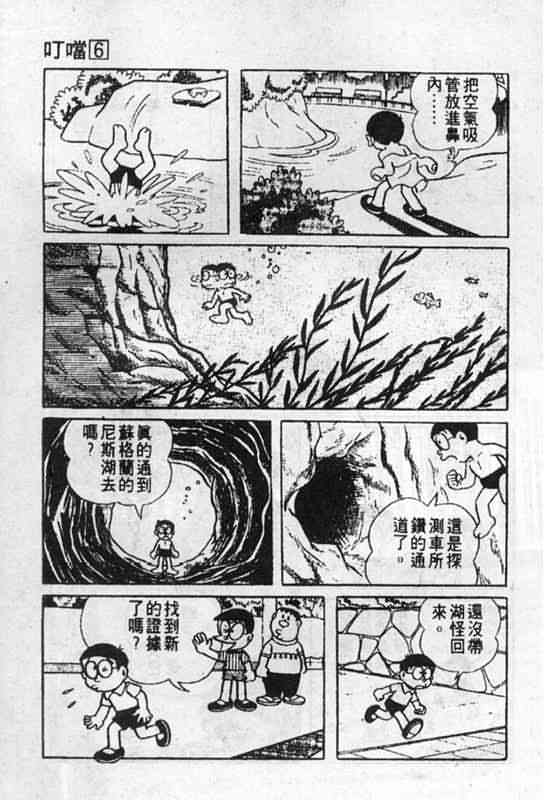 叮噹6
把空氣吸
管放進鼻
內……
真的通到
蘇格蘭的
尼斯湖去
嗎？
這是探
測車所
鑽的通
道了。
找到新
的證據
了嗎？
還沒帶
湖怪回
來。